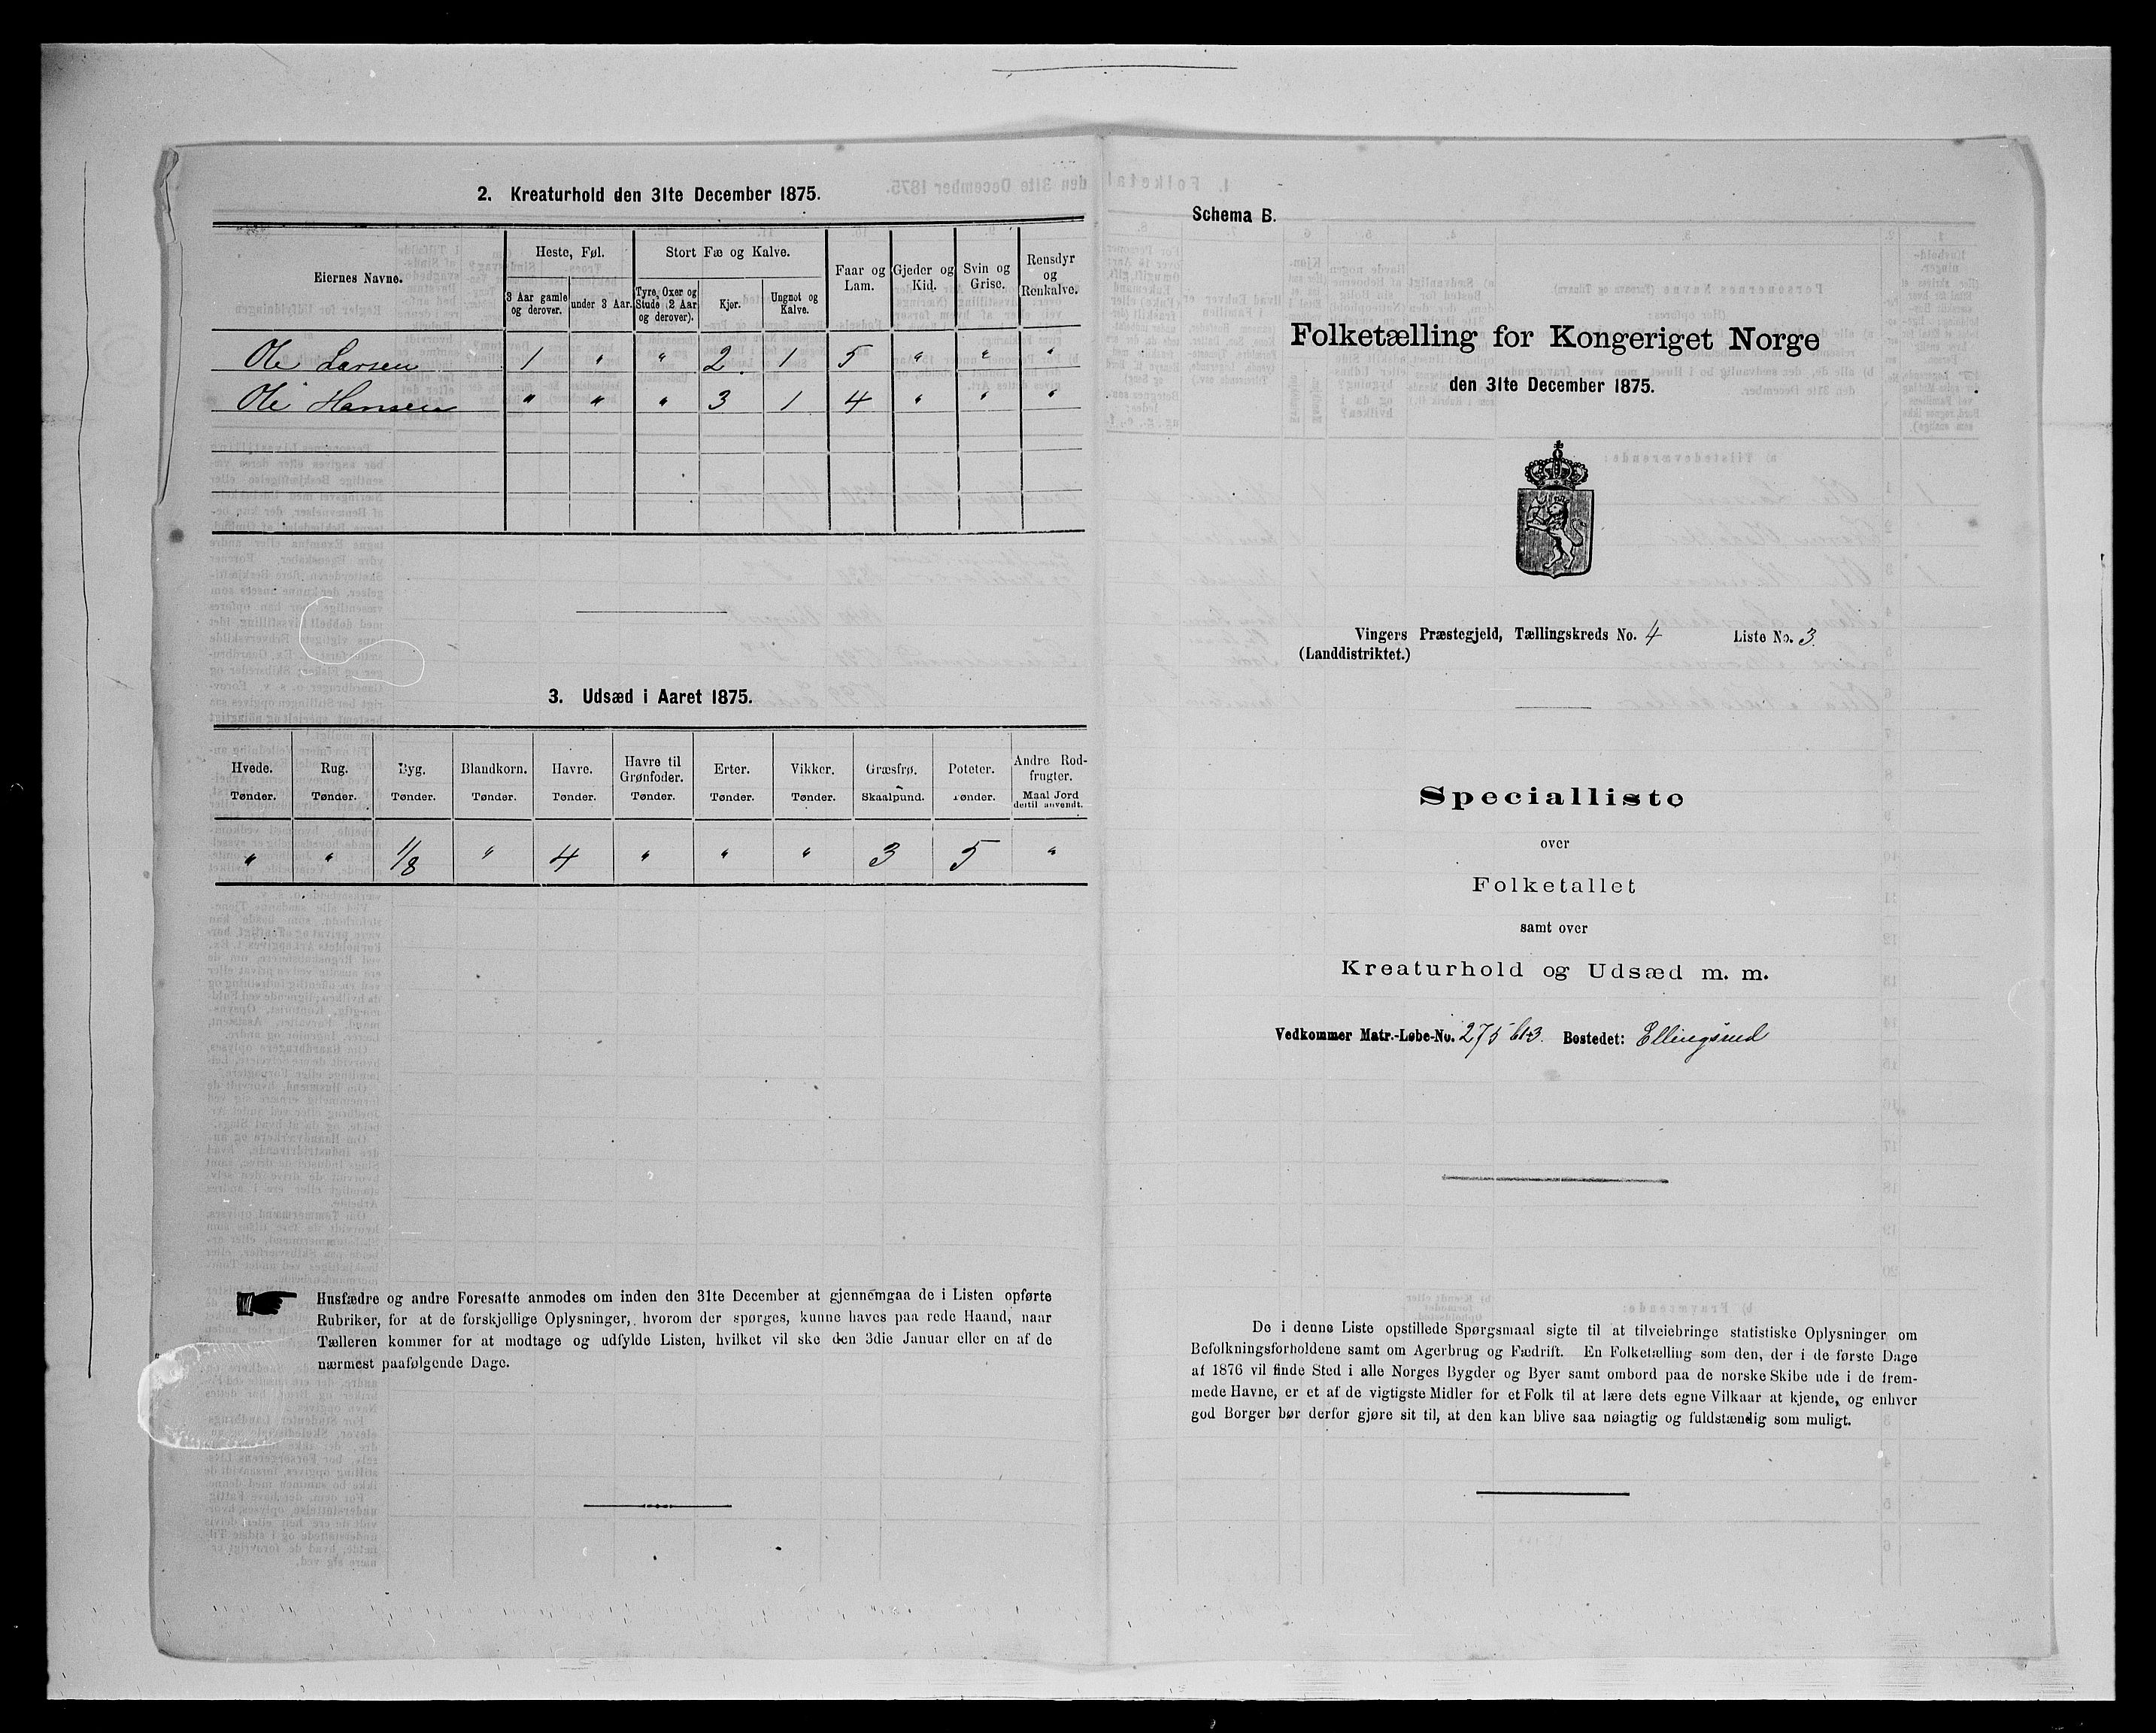 2. Kreaturhold den 31te December 1875.
Eiernes Navne.
Heste, Føl.
3 Aar gamle og derover.
under 3 Aar.
Stort Fæ og Kalve.
Tyre, Oxer og Stude (2 Aar og derover).
Kjør.
Ungnøt og Kalve.
Faar og Lam.
Gjeder og Kid.
Svin og Grise.
Rensdyr og Renkalve.
Ole Larsen 1 " " 2. 1 5 " " "
Ole Hansen " " " 3 1 4 " " "
3. Udsæd i Aaret 1875.
Hvede. Rug. Byg. Blandkorn. Havre. Havre til Grønfoder. Erter. Vikker. Græsfrø. Poteter. Andre Rodfrugter.
Tønder. Tønder. Tønder. Tønder. Tønder. Tønder. Tønder. Tønder. Skaalpund. Tønder. Maal Jord dertil anvendt.
" " 1/8 " 4 " " " 3 5 "
Husfædre og andre Foresatte anmodes om inden den 31te December at gjennemgaa de i Listen opførte
Rubriker, for at de forskjellige Oplysninger, hvorom der spørges, kunne haves paa rede Haand, naar
Tælleren kommer for at modtage og udfylde Listen, hvilket vil ske den 3die Januar eller en af de
nærmest paafølgende Dage.
Schema B.
Folketælling for Kongeriget Norge
den 31te December 1875.
Vingers Præstegjeld, Tællingskreds No. 4 Liste No. 3.
(Landdistriktet.)
Specialliste
over
Folketallet
samt over
Kreaturhold og Udsæd m. m.
Vedkommer Matr.-Løbe-No. 275 Bostedet: Ellingsrud
De i denne Liste opstillede Spørgsmaal sigte til at tilveiebringe statistiske Oplysninger om
Befolkningsforholdene samt om Agerbrug og Fædrift. En Folketælling som den, der i de første Dage
af 1876 vil finde Sted i alle Norges Bygder og Byer samt ombord paa de norske Skibe ude i de frem-
mede Havne, er et af de vigtigste Midler for et Folk til at lære dets egne Vilkaar at kjende, og enhver
god Borger bør derfor gjøre sit til, at den kan blive saa nøiagtig og fuldstændig som muligt.